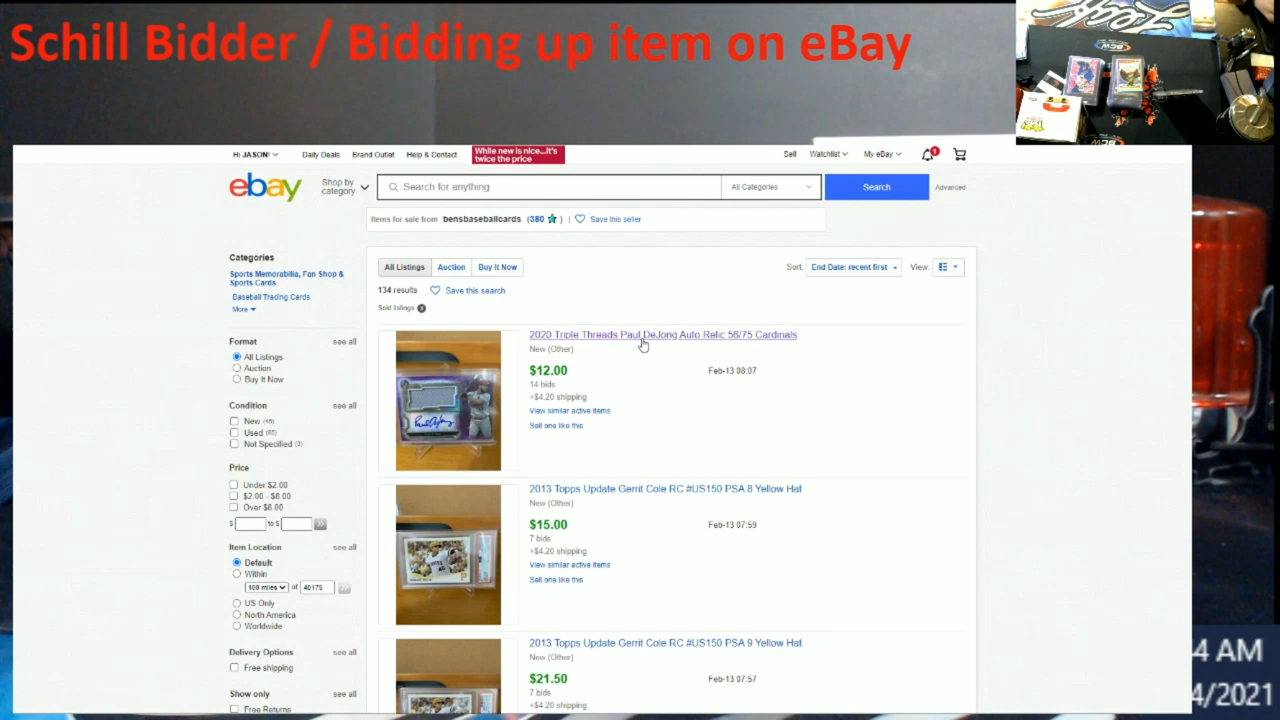 Schill Bidder / Bidding up item on eBay
Hi JASON!
Daily Deals
Brand Outlet
Help & Contact
While new is nice...it's
twice the price
Sell
Watchlist
My eBay
1
ebay
Shop by
category
Search for anything
All Categories
Search
Advanced
Items for sale from bensbaseballcards (380 ) |
Save this seller
Categories
Sports Memorabilia, Fan Shop &
Sports Cards
Baseball Trading Cards
More
Format
see all
All Listings
Auction
Buy It Now
Condition
see all
New (45)
Used (85)
Not Specified (3)
Price
Under $2.00
$2.00 - $6.00
Over $6.00
$ to $
Item Location
see all
Default
Within
100 miles of 40175
US Only
North America
Worldwide
Delivery Options
see all
Free shipping
Show only
see all
Free Returns
All Listings
Auction
Buy It Now
Sort: End Date: recent first
View:
134 results
Save this search
Sold listings
2020 Triple Threads Paul DeJong Auto Relic 56/75 Cardinals
New (Other)
$12.00
Feb-13 08:07
14 bids
+$4.20 shipping
View similar active items
Sell one like this
2013 Topps Update Gerrit Cole RC #US150 PSA 8 Yellow Hat
New (Other)
$15.00
Feb-13 07:59
7 bids
+$4.20 shipping
View similar active items
Sell one like this
2013 Topps Update Gerrit Cole RC #US150 PSA 9 Yellow Hat
New (Other)
$21.50
Feb-13 07:57
7 bids
+$4.20 shipping
4 AM
4/2021